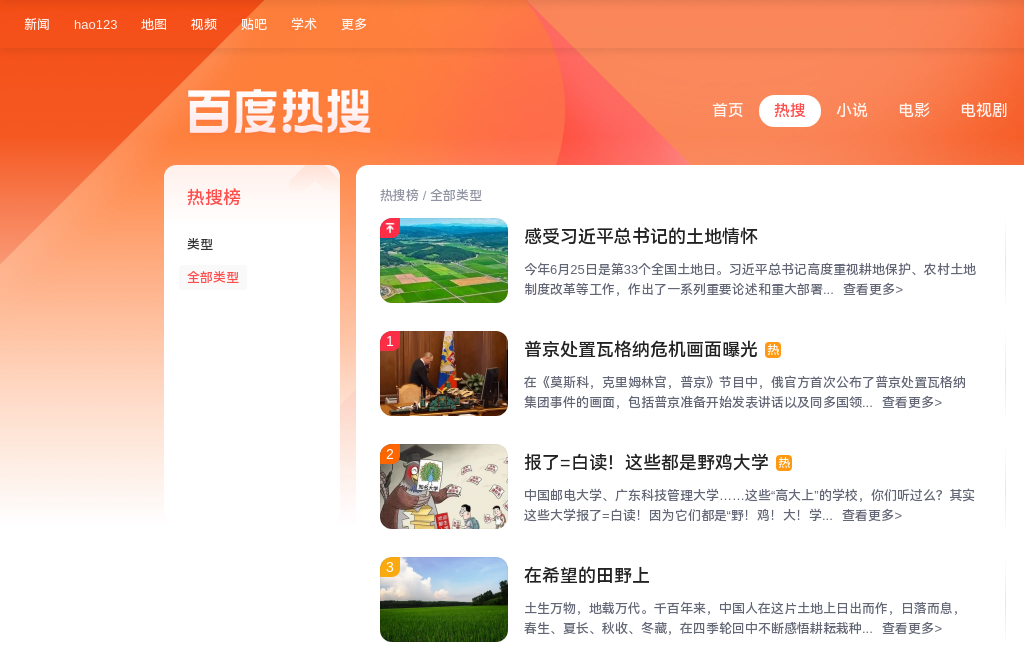 新闻 hao123 地图 视频 贴吧 学术 更多
百度热搜
首页 热搜 小说 电影 电视剧
热搜榜
类型
全部类型
热搜榜 / 全部类型
感受习近平总书记的土地情怀
今年6月25日是第33个全国土地日。习近平总书记高度重视耕地保护、农村土地
制度改革等工作，作出了一系列重要论述和重大部署... 查看更多>
1
普京处置瓦格纳危机画面曝光 热
在《莫斯科，克里姆林宫，普京》节目中，俄官方首次公布了普京处置瓦格纳
集团事件的画面，包括普京准备开始发表讲话以及同多国领... 查看更多>
2
报了=白读！这些都是野鸡大学 热
中国邮电大学、广东科技管理大学……这些“高大上”的学校，你们听过么？其实
这些大学报了=白读！因为它们都是“野！鸡！大！学... 查看更多>
3
在希望的田野上
土生万物，地载万代。千百年来，中国人在这片土地上日出而作，日落而息，
春生、夏长、秋收、冬藏，在四季轮回中不断感悟耕耘栽种... 查看更多>